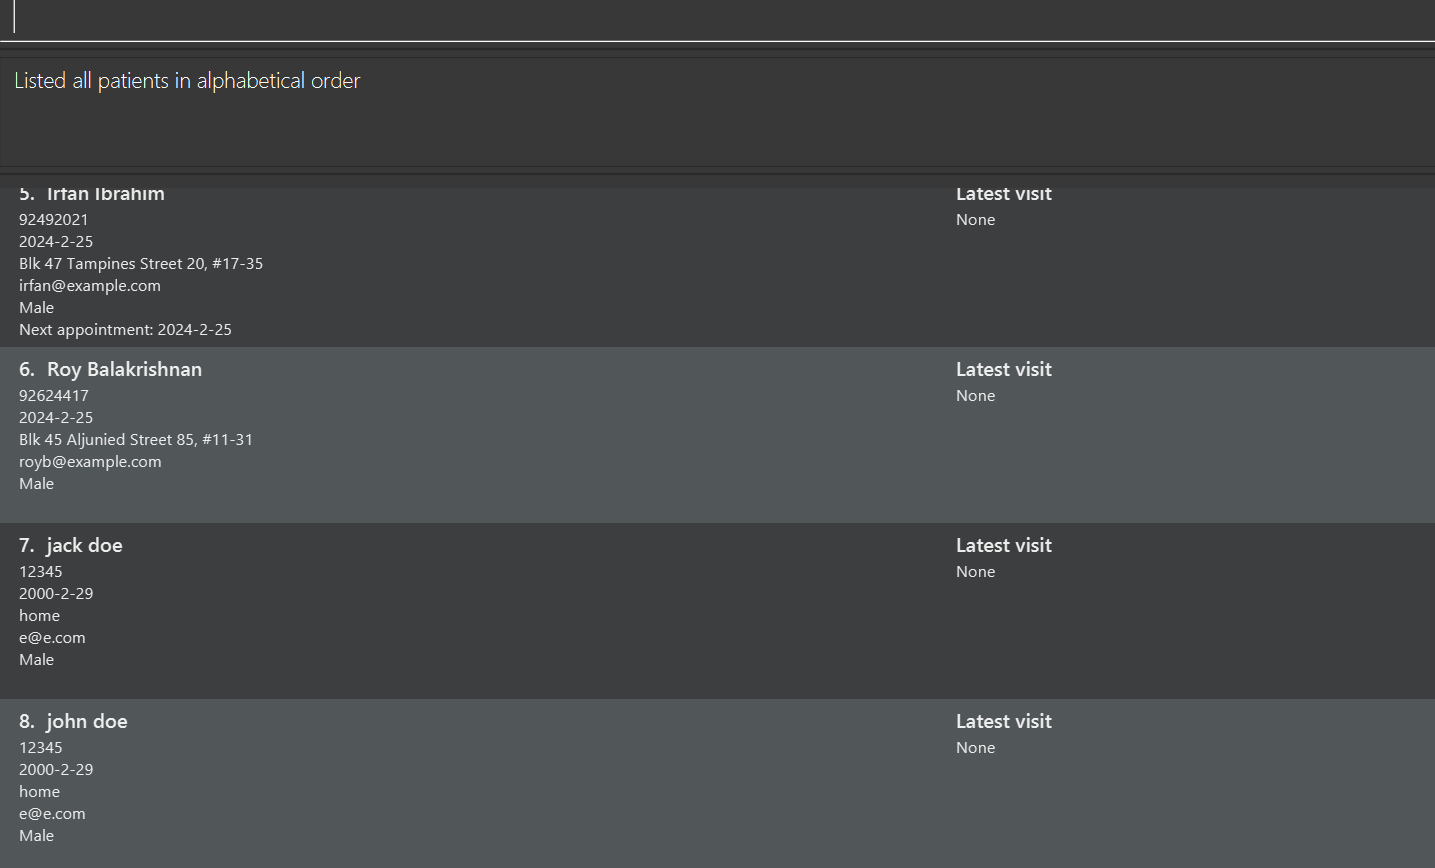 Listed all patients in alphabetical order
5. Irfan Ibrahim
Latest visit
92492021
None
2024-2-25
Blk 47 Tampines Street 20, #17-35
irfan@example.com
Male
Next appointment: 2024-2-25
6. Roy Balakrishnan
Latest visit
92624417
None
2024-2-25
Blk 45 Aljunied Street 85, #11-31
royb@example.com
Male
7. jack doe
Latest visit
12345
None
2000-2-29
home
e@e.com
Male
8. john doe
Latest visit
12345
None
2000-2-29
home
e@e.com
Male